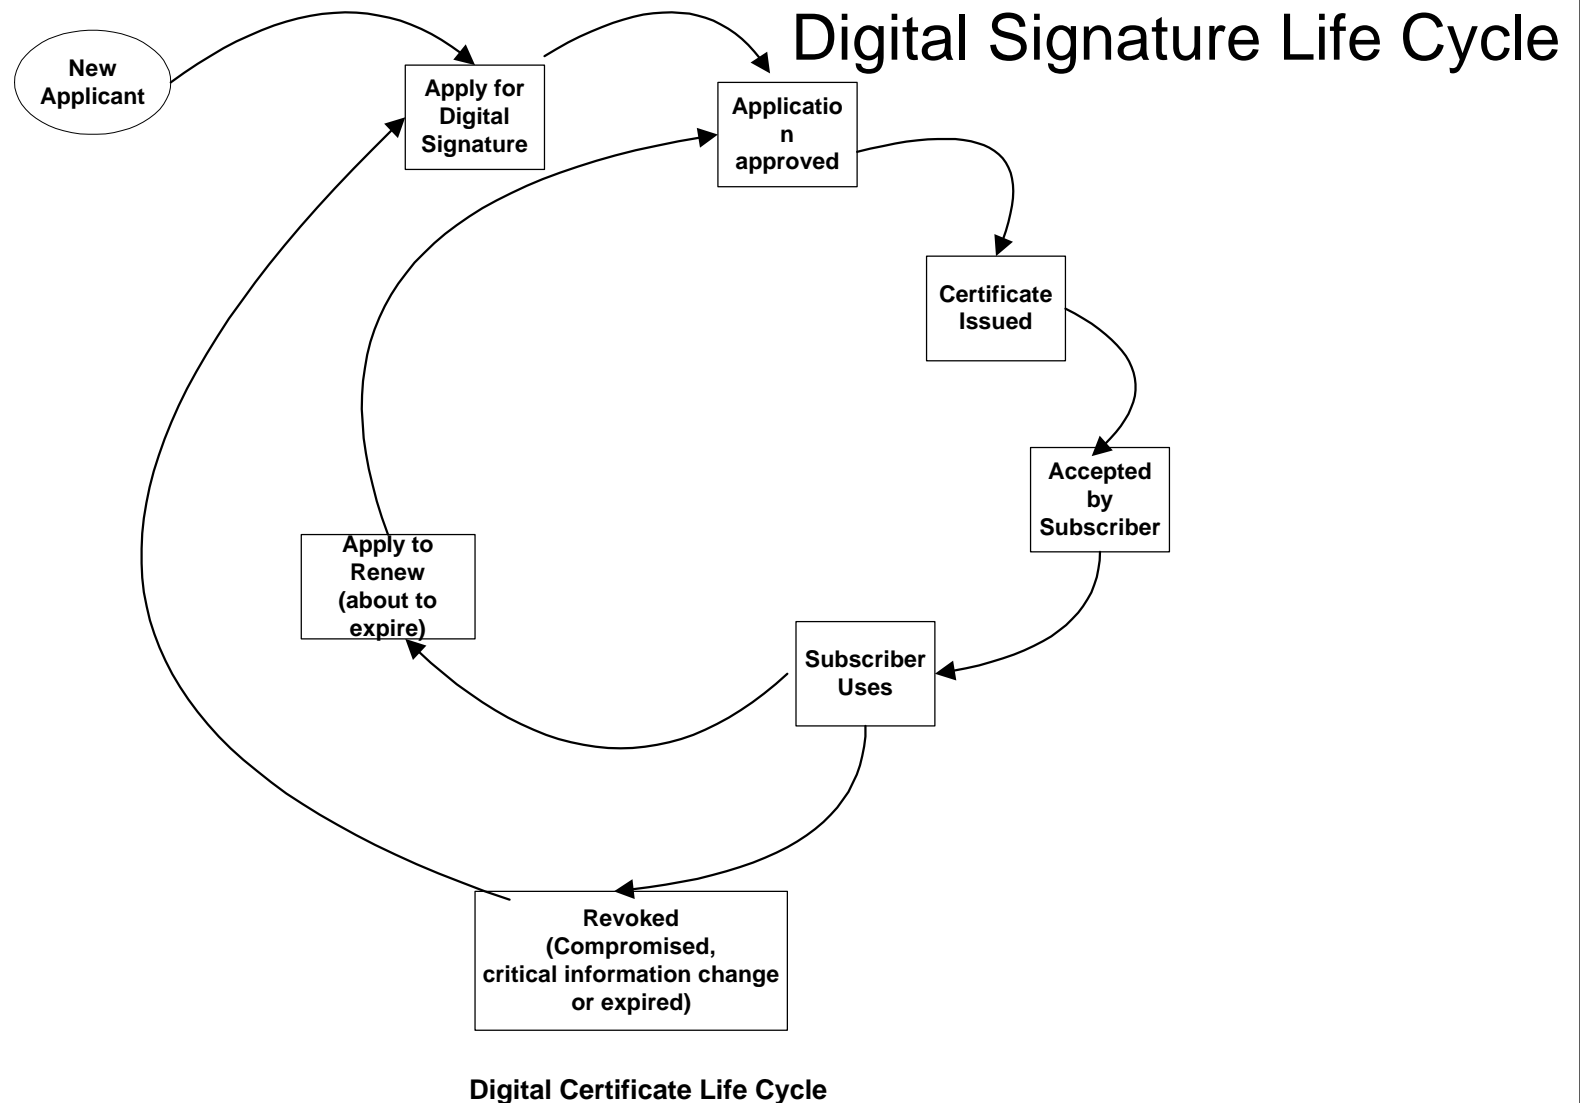 Digital Signature Life Cycle
New
Applicant
Apply for
Digital
Signature
Applicatio
n
approved
Certificate
Issued
Accepted
by
Subscriber
Subscriber
Uses
Apply to
Renew
(about to
expire)
Revoked
(Compromised,
critical information change
or expired)
Digital Certificate Life Cycle